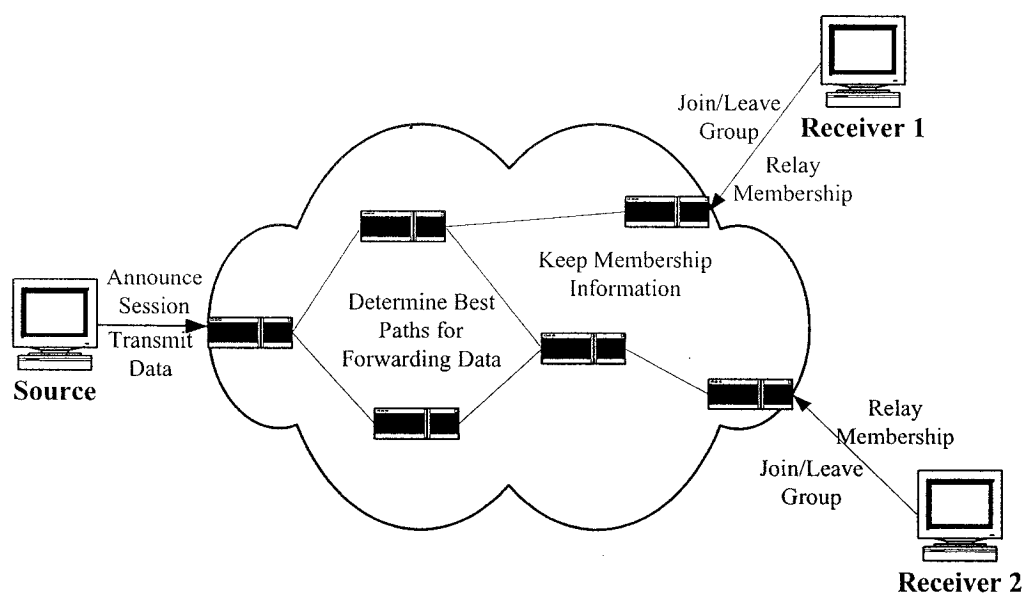 Join/Leave
Group
Receiver 1
Relay
Membership
Keep Membership
Information
Announce
Session
Transmit
Data
Source
Determine Best
Paths for
Forwarding Data
Relay
Membership
Join/Leave
Group
Receiver 2